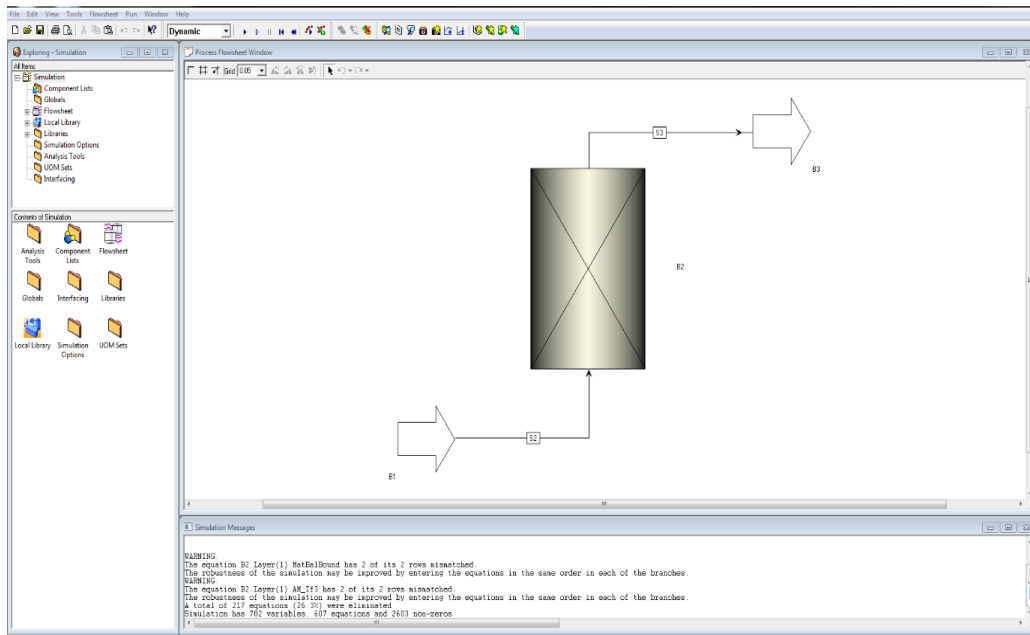 File Edit View Tools Flowsheet Run Window Help
Dynamic
Exploring - Simulation
All Items
Simulation
Component Lists
Globals
Flowsheet
Local Library
Libraries
Simulation Options
Analysis Tools
UOM Sets
Interfacing
Contents of Simulation
Analysis Tools
Component Lists
Flowsheet
Globals
Interfacing
Libraries
Local Library
Simulation Options
UOM Sets
Process Flowsheet Window
Grid 0.05
S3
B3
B2
S2
B1
Simulation Messages
WARNING:
The equation B2.Layer(1).MatBalBound has 2 of its 2 rows mismatched.
The robustness of the simulation may be improved by entering the equations in the same order in each of the branches.
WARNING:
The equation B2.Layer(1).AM_If3 has 2 of its 2 rows mismatched.
The robustness of the simulation may be improved by entering the equations in the same order in each of the branches.
A total of 217 equations (26.3%) were eliminated
Simulation has 702 variables, 607 equations and 2603 non-zeros